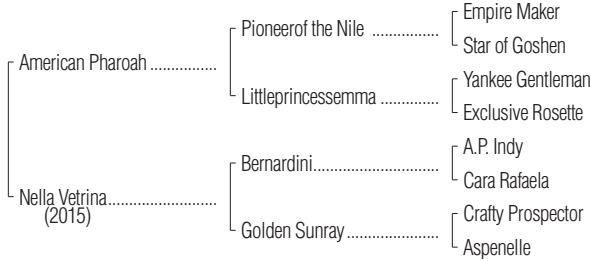 Empire Maker
Pioneerof the Nile ................
Star of Goshen
American Pharoah ................
Yankee Gentleman
Littleprincessemma ..............
Exclusive Rosette
A.P. Indy
Bernardini..............................
Cara Rafaela
Nella Vetrina..........................
(2015)
Crafty Prospector
Golden Sunray......................
Aspenelle